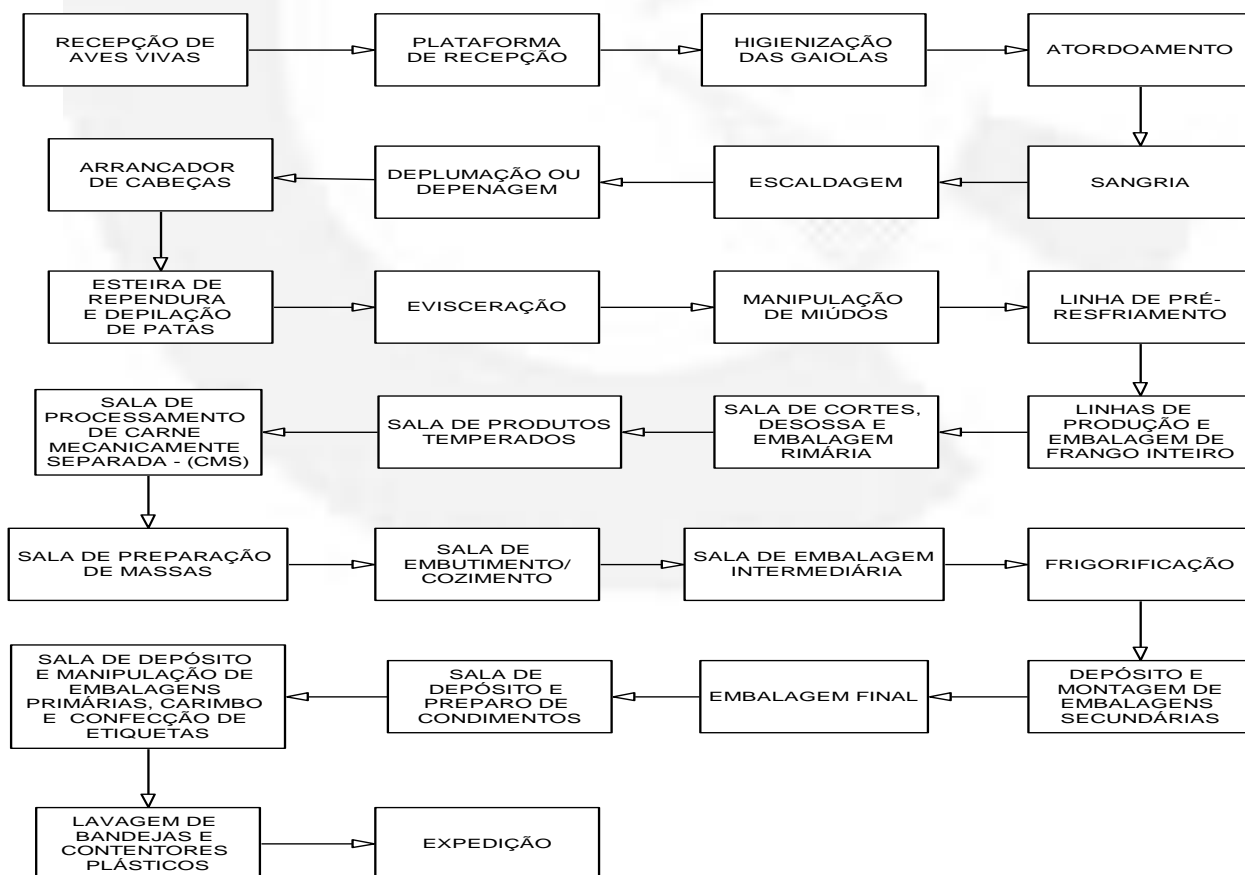 RECEPÇÃO DE
AVES VIVAS
PLATAFORMA
DE RECEPÇÃO
HIGIENIZAÇÃO
DAS GAIOLAS
ATORDOAMENTO
SANGRIA
ESCALDAGEM
DEPLUMAÇÃO OU
DEPENAGEM
ARRANCADOR
DE CABEÇAS
ESTEIRA DE
REPENDURA
E DEPILAÇÃO
DE PATAS
EVISCERAÇÃO
MANIPULAÇÃO
DE MIÚDOS
LINHA DE PRÉ-
RESFRIAMENTO
LINHAS DE
PRODUÇÃO E
EMBALAGEM DE
FRANGO INTEIRO
SALA DE CORTES,
DESOSSA E
EMBALAGEM
RIMÁRIA
SALA DE PRODUTOS
TEMPERADOS
SALA DE
PROCESSAMENTO
DE CARNE
MECANICAMENTE
SEPARADA - (CMS)
SALA DE PREPARAÇÃO
DE MASSAS
SALA DE
EMBUTIMENTO/
COZIMENTO
SALA DE EMBALAGEM
INTERMEDIÁRIA
FRIGORIFICAÇÃO
DEPÓSITO E
MONTAGEM DE
EMBALAGENS
SECUNDÁRIAS
EMBALAGEM FINAL
SALA DE
DEPÓSITO E
PREPARO DE
CONDIMENTOS
SALA DE DEPÓSITO
E MANIPULAÇÃO DE
EMBALAGENS
PRIMÁRIAS, CARIMBO
E CONFECÇÃO DE
ETIQUETAS
LAVAGEM DE
BANDEJAS E
CONTENTORES
PLÁSTICOS
EXPEDIÇÃO